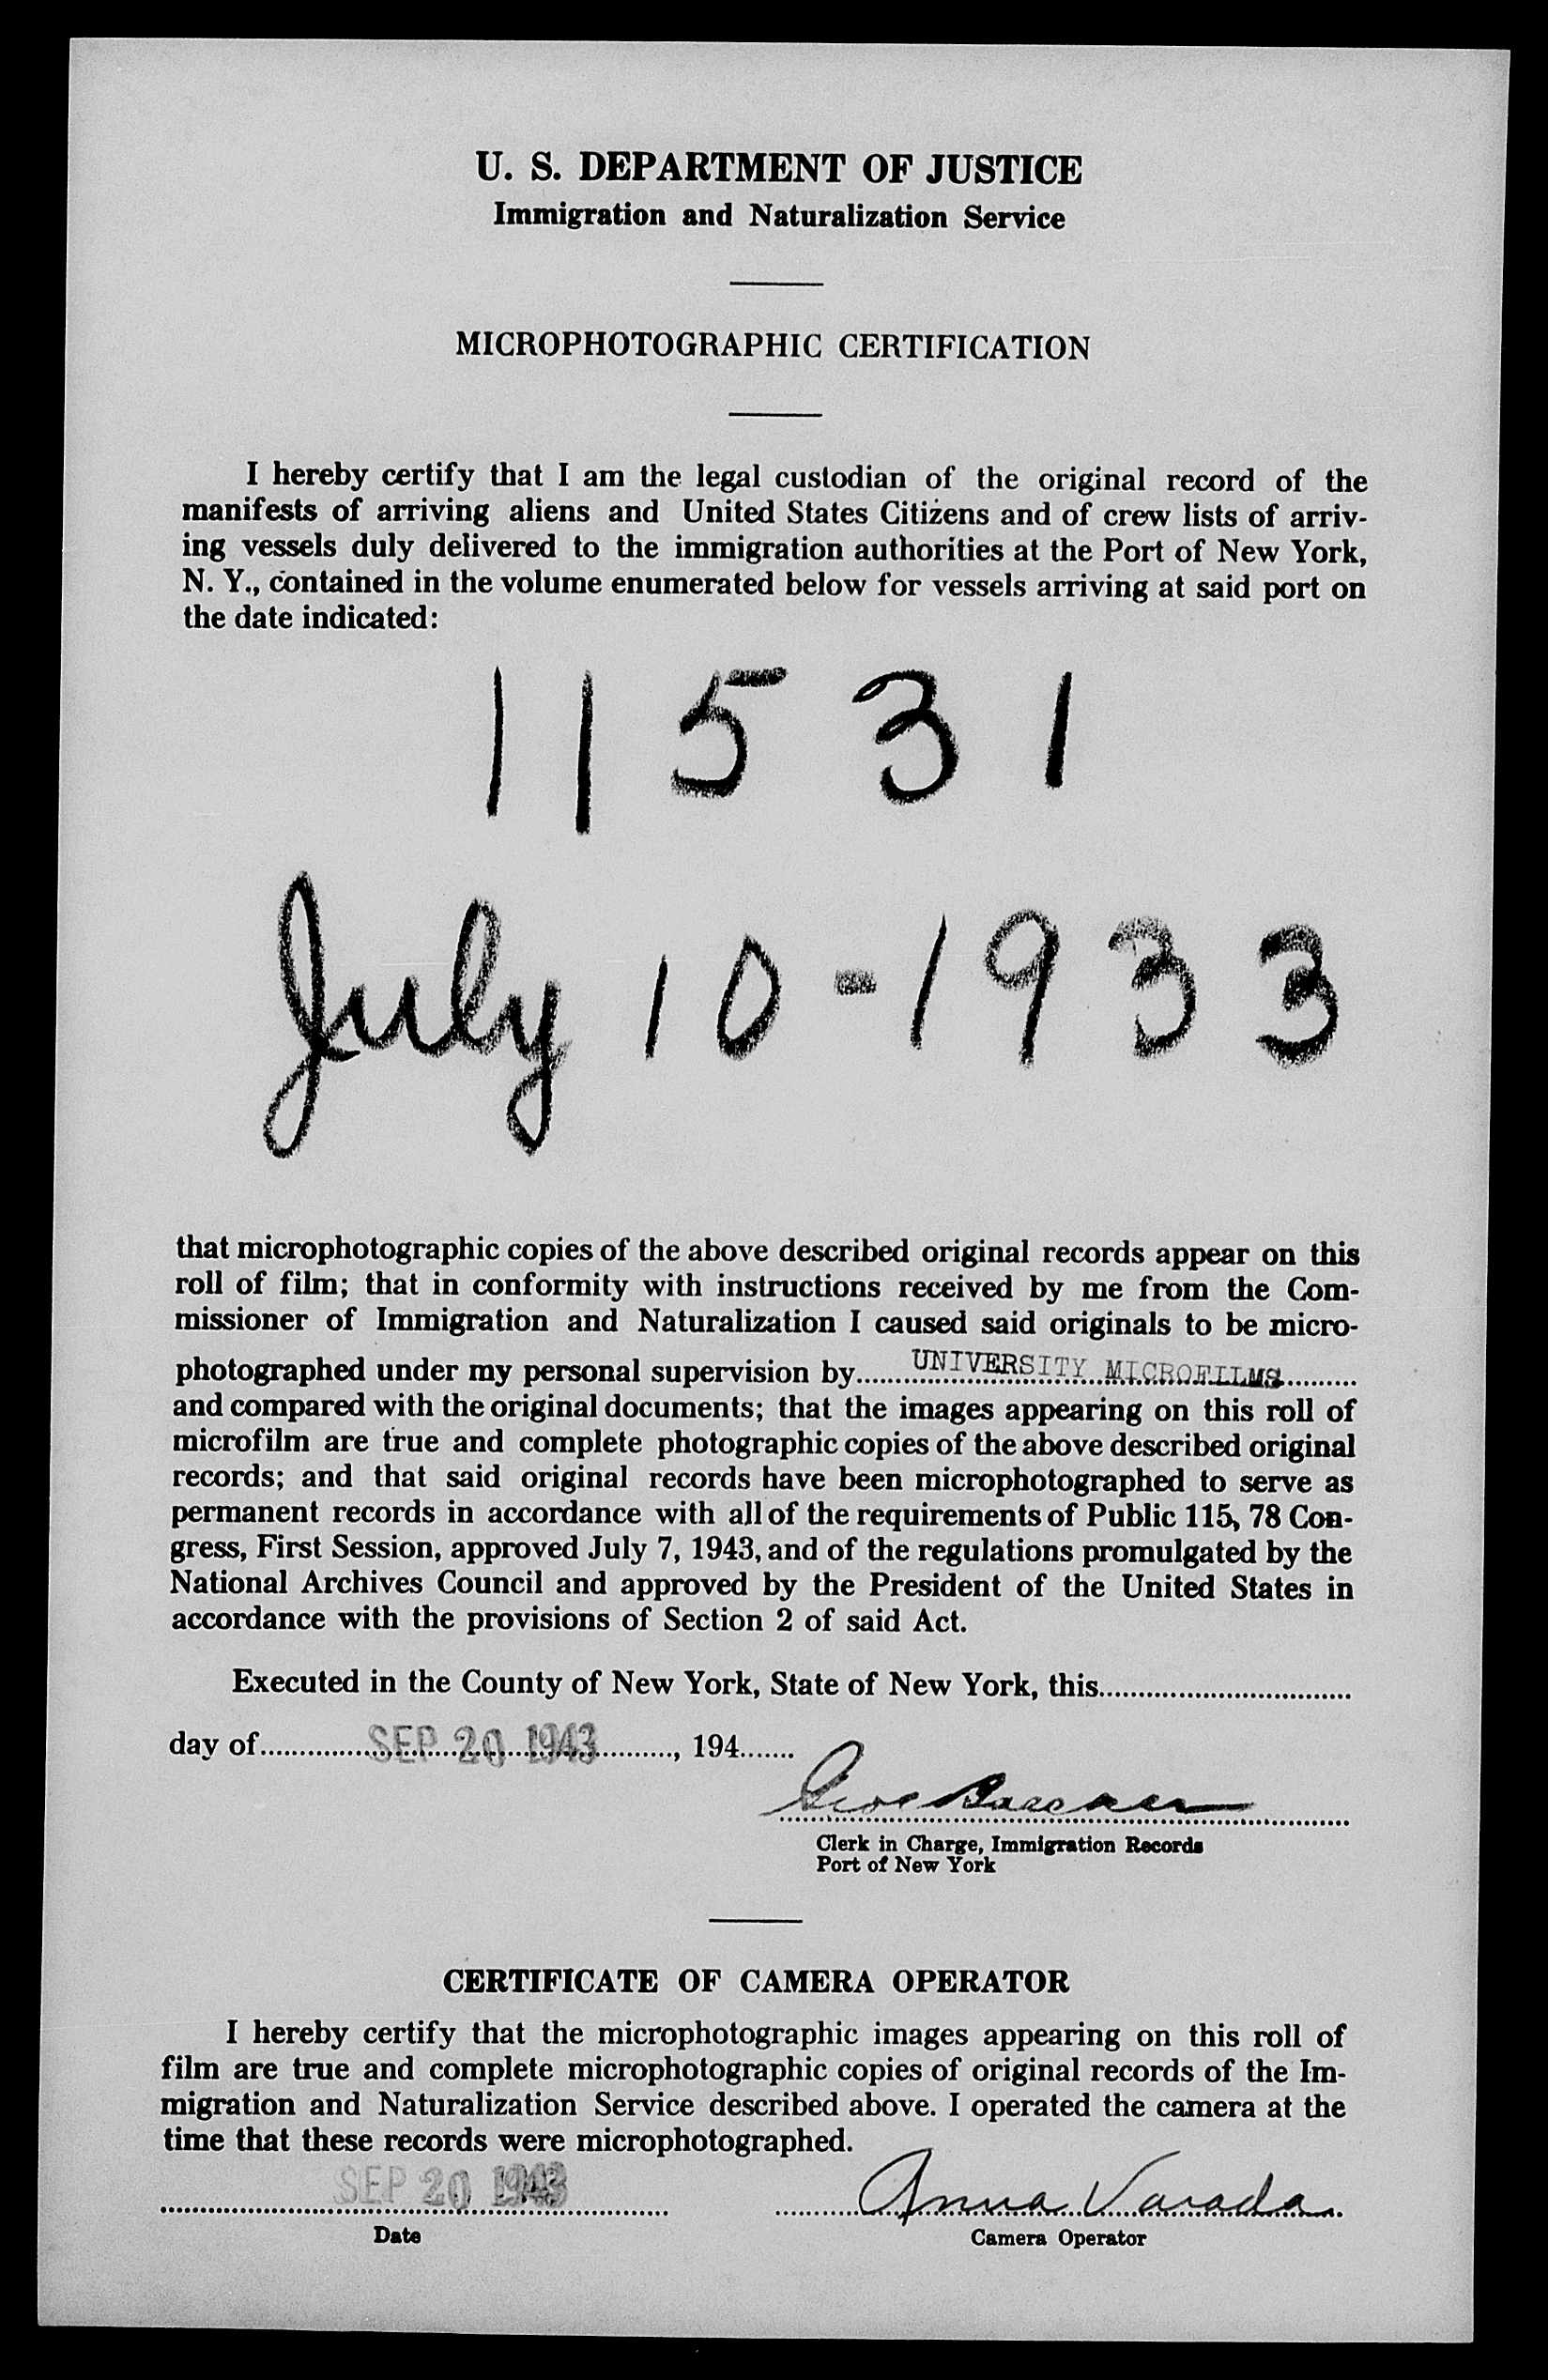 U. S. DEPARTMENT OF JUSTICE
Immigration and Naturalization Service
MICROPHOTOGRAPHIC CERTIFICATION
I hereby certify that I am the legal custodian of the original record of the
manifests of arriving aliens and United States Citizens and of crew lists of arriv-
ing vessels duly delivered to the immigration authorities at the Port of New York,
N. Y., contained in the volume enumerated below for vessels arriving at said port on
the date indicated:
11531
July 10-1933
that microphotographic copies of the above described original records appear on this
roll of film; that in conformity with instructions received by me from the Com-
missioner of Immigration and Naturalization I caused said originals to be micro-
photographed under my personal supervision by UNIVERSITY MICROFILMS
and compared with the original documents; that the images appearing on this roll of
microfilm are true and complete photographic copies of the above described original
records; and that said original records have been microphotographed to serve as
permanent records in accordance with all of the requirements of Public 115, 78 Con-
gress, First Session, approved July 7, 1943, and of the regulations promulgated by the
National Archives Council and approved by the President of the United States in
accordance with the provisions of Section 2 of said Act.
Executed in the County of New York, State of New York, this
day of SEP 20 1943, 194
Clerk in Charge, Immigration Records
Port of New York
CERTIFICATE OF CAMERA OPERATOR
I hereby certify that the microphotographic images appearing on this roll of
film are true and complete microphotographic copies of original records of the Im-
migration and Naturalization Service described above. I operated the camera at the
time that these records were microphotographed.
SEP 20 1943 Anna Varada
Date Camera Operator